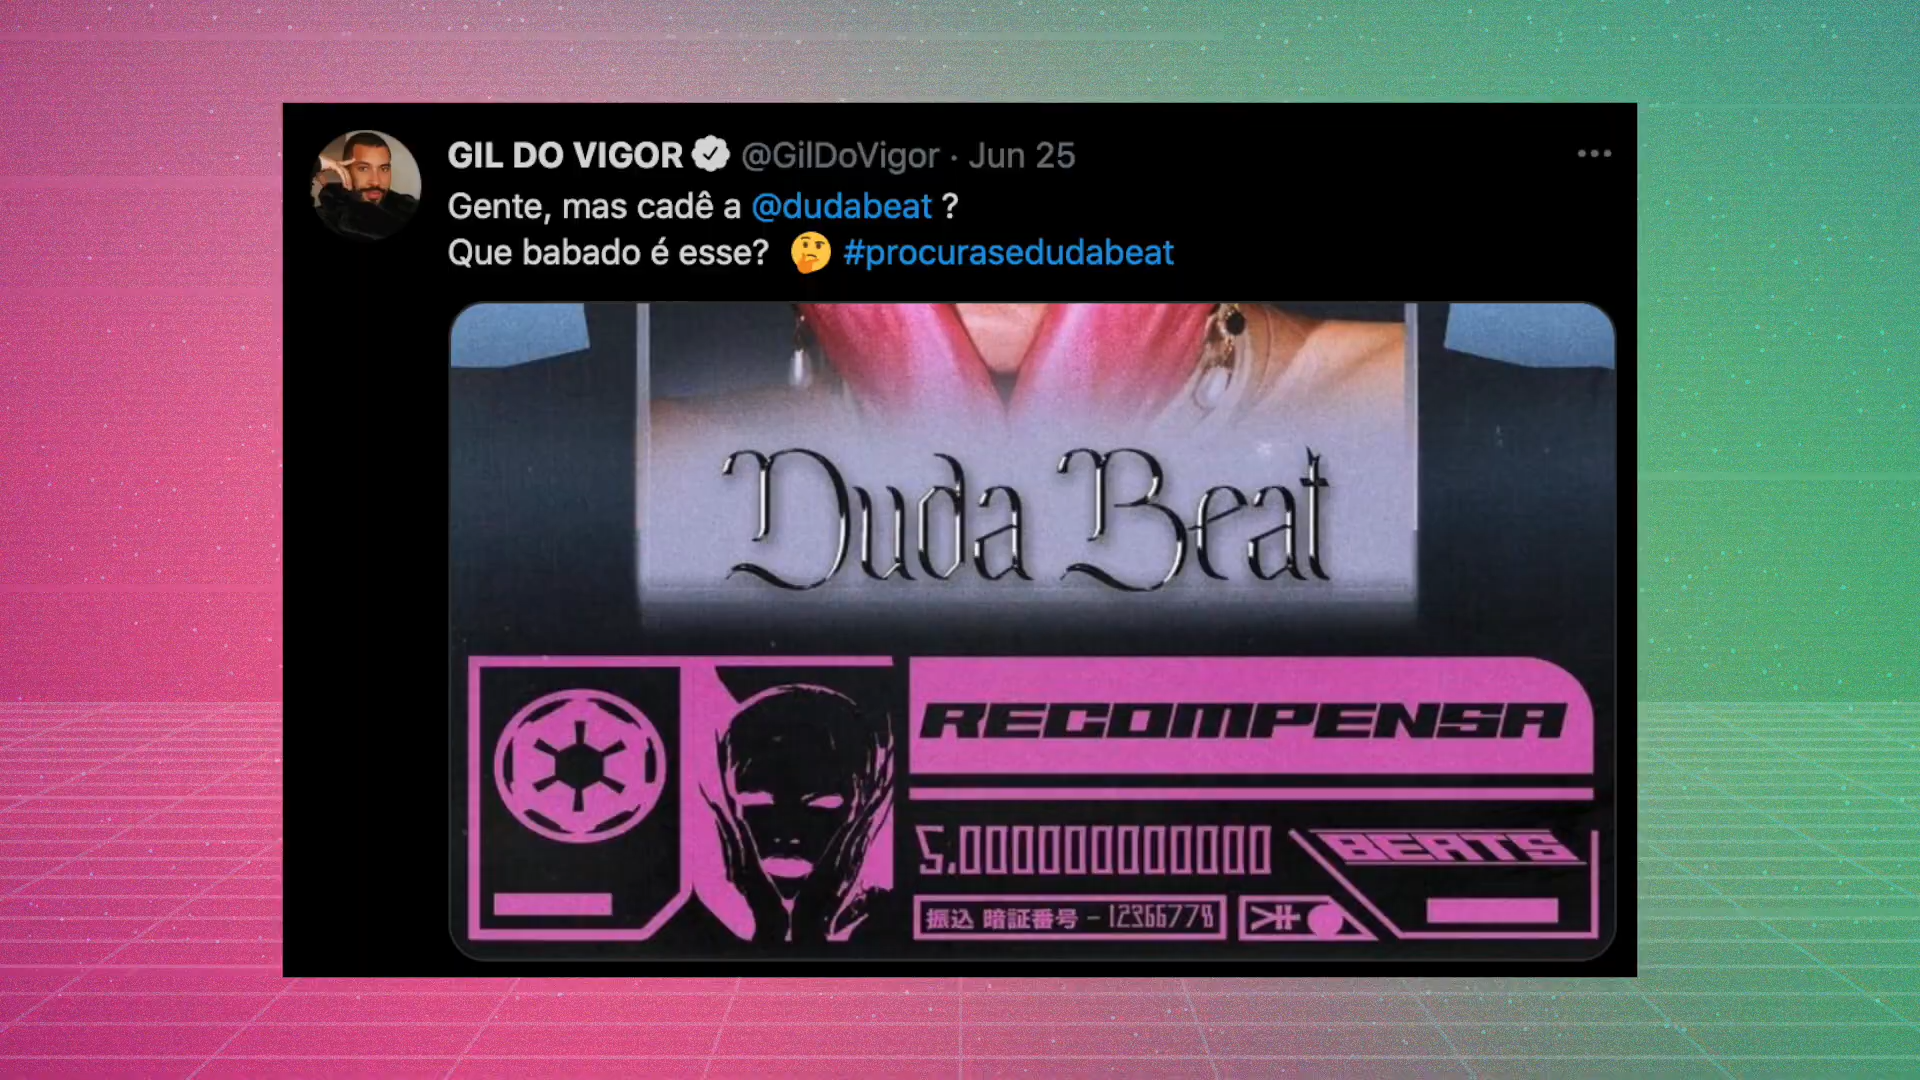 GIL DO VIGOR @GilDoVigor · Jun 25
Gente, mas cadê a @dudabeat ?
Que babado é esse? 🤔 #procurasedudabeat
Duda Beat
RECOMPENSA
5.000000000000
BEATS
振込 暗証番号 - 12366778